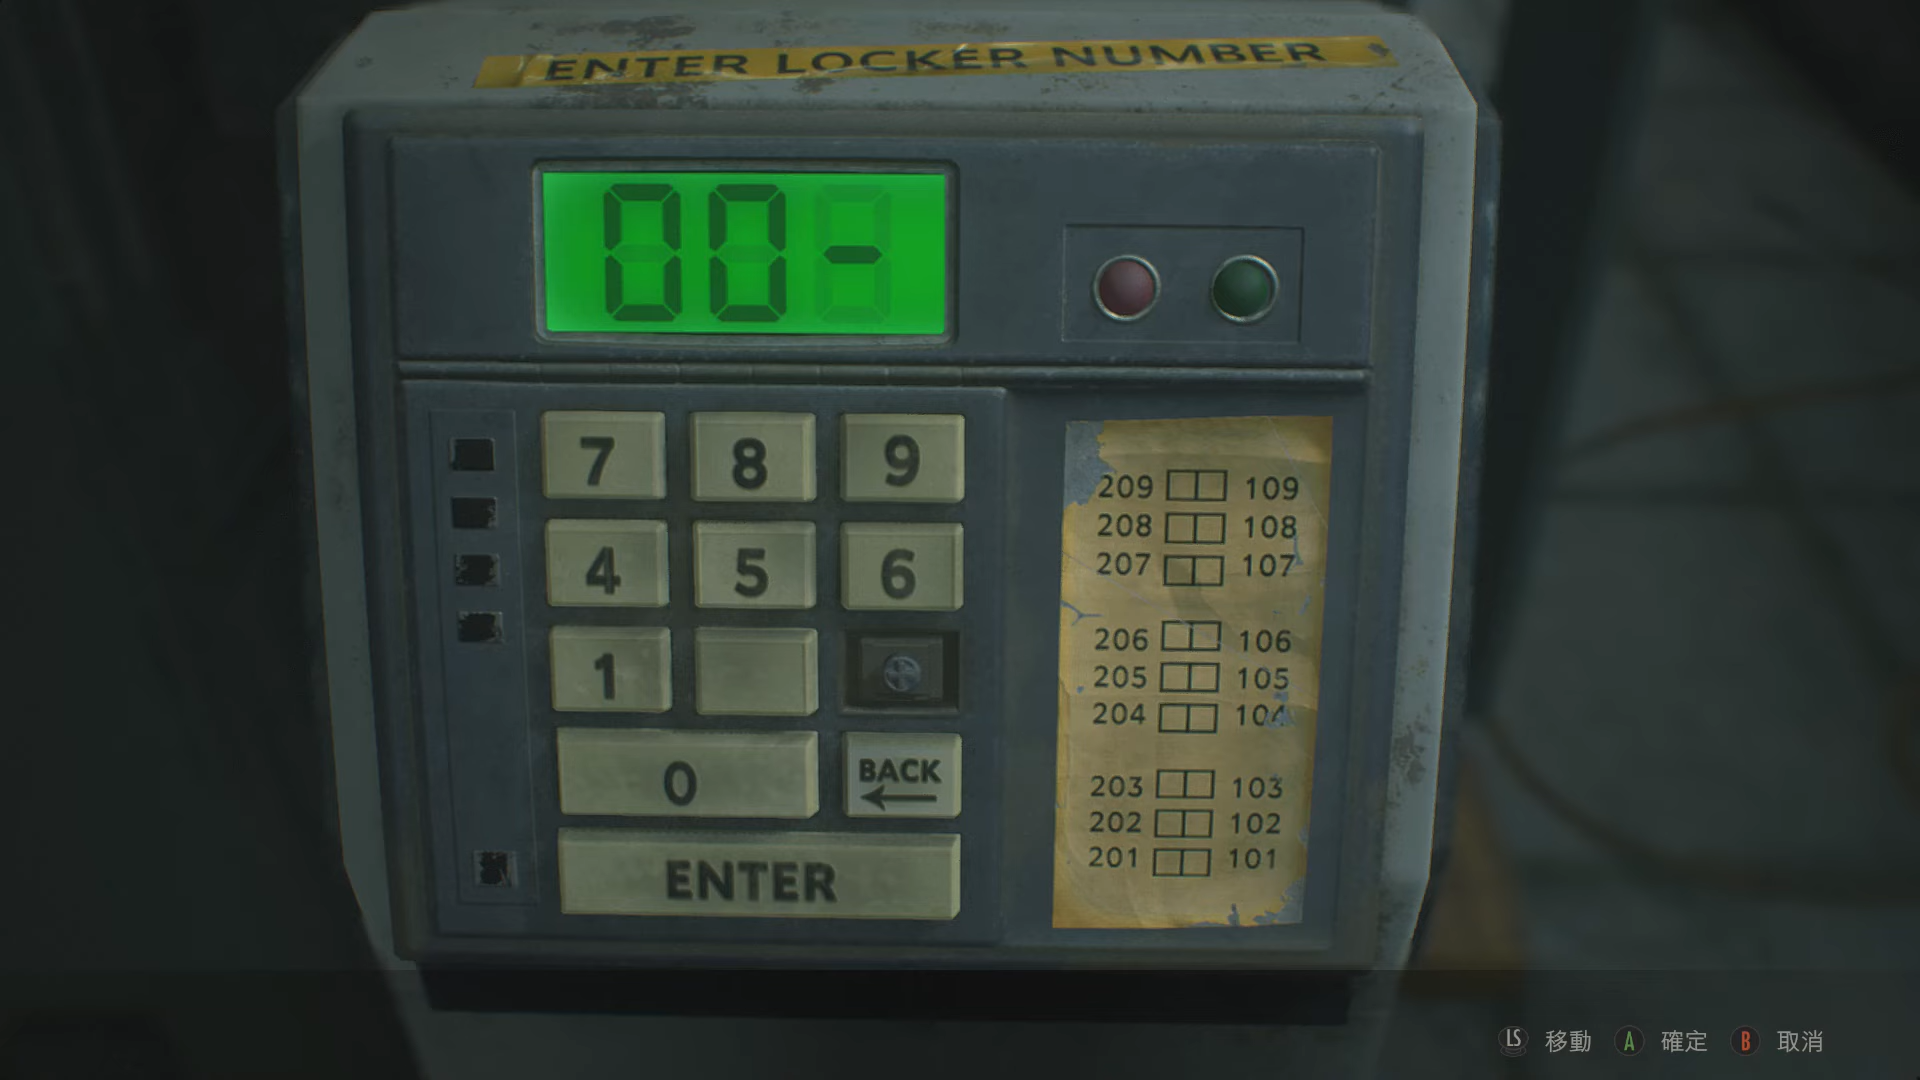 ENTER LOCKER NUMBER
00-
7 8 9
4 5 6
1
0 BACK
ENTER
209 109
208 108
207 107
206 106
205 105
204 104
203 103
202 102
201 101
LS 移動 A 確定 B 取消